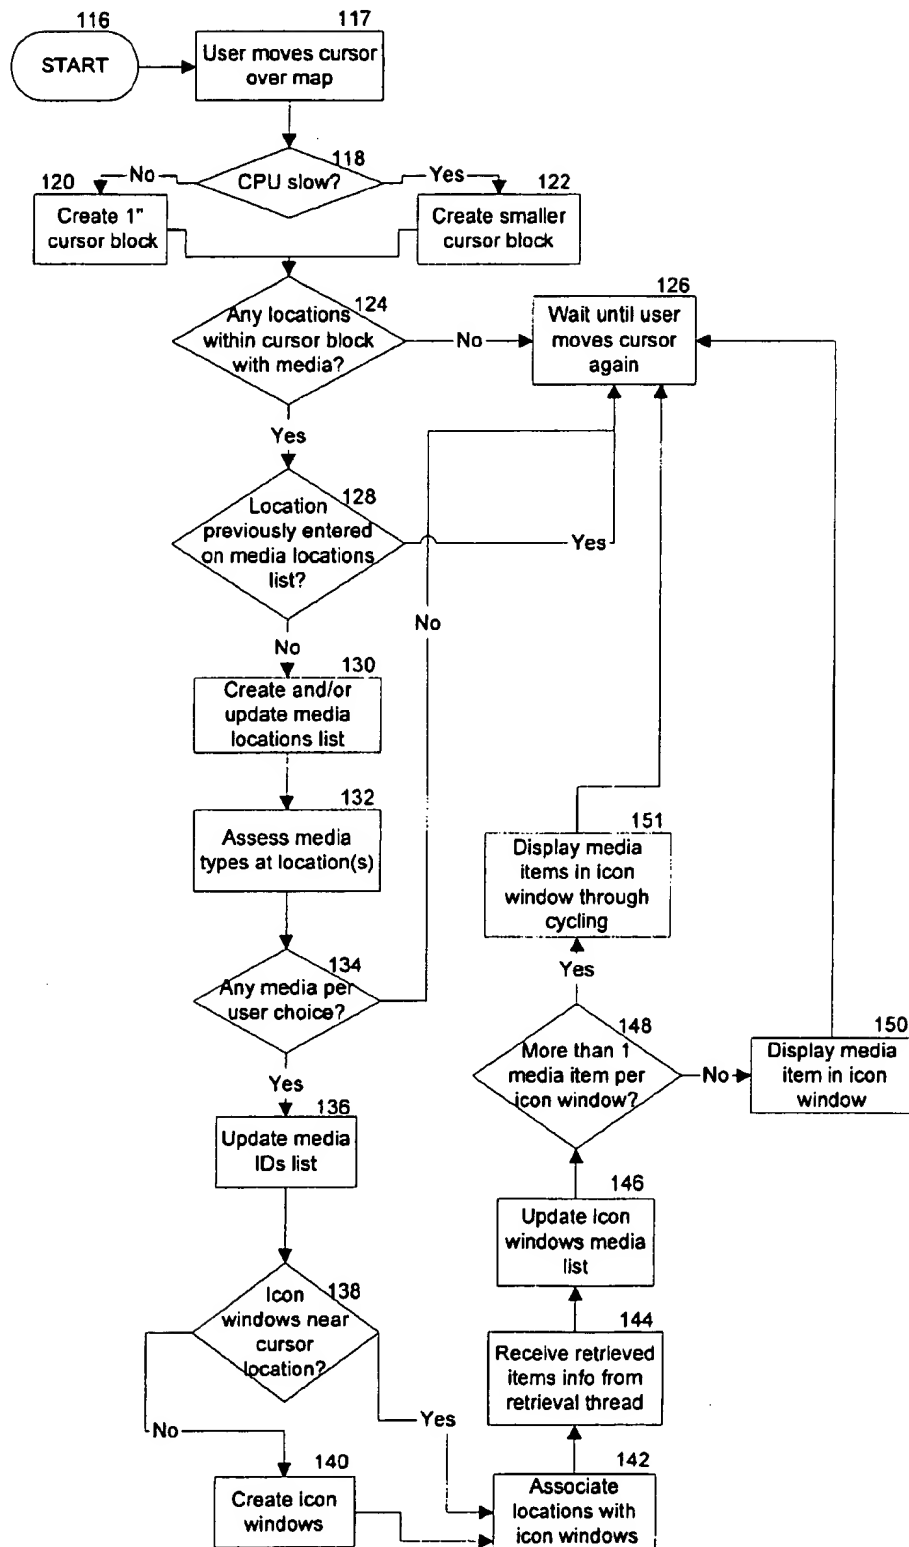 116
START
117
User moves cursor
over map
118
CPU slow?
No
Yes
120
Create 1"
cursor block
122
Create smaller
cursor block
124
Any locations
within cursor block
with media?
No
126
Wait until user
moves cursor
again
Yes
128
Location
previously entered
on media locations
list?
Yes
No
No
130
Create and/or
update media
locations list
132
Assess media
types at location(s)
134
Any media per
user choice?
Yes
136
Update media
IDs list
138
Icon
windows near
cursor
location?
No
Yes
140
Create icon
windows
142
Associate
locations with
icon windows
144
Receive retrieved
items info from
retrieval thread
146
Update icon
windows media
list
148
More than 1
media item per
icon window?
No
150
Display media
item in icon
window
Yes
151
Display media
items in icon
window through
cycling